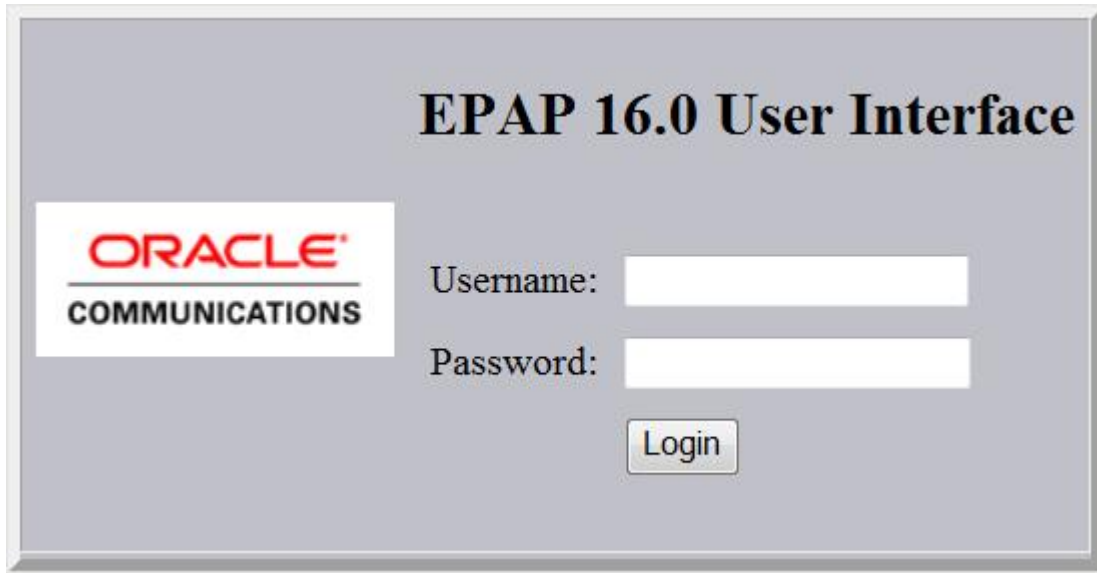 EPAP 16.0 User Interface
ORACLE
COMMUNICATIONS
Username:
Password:
Login